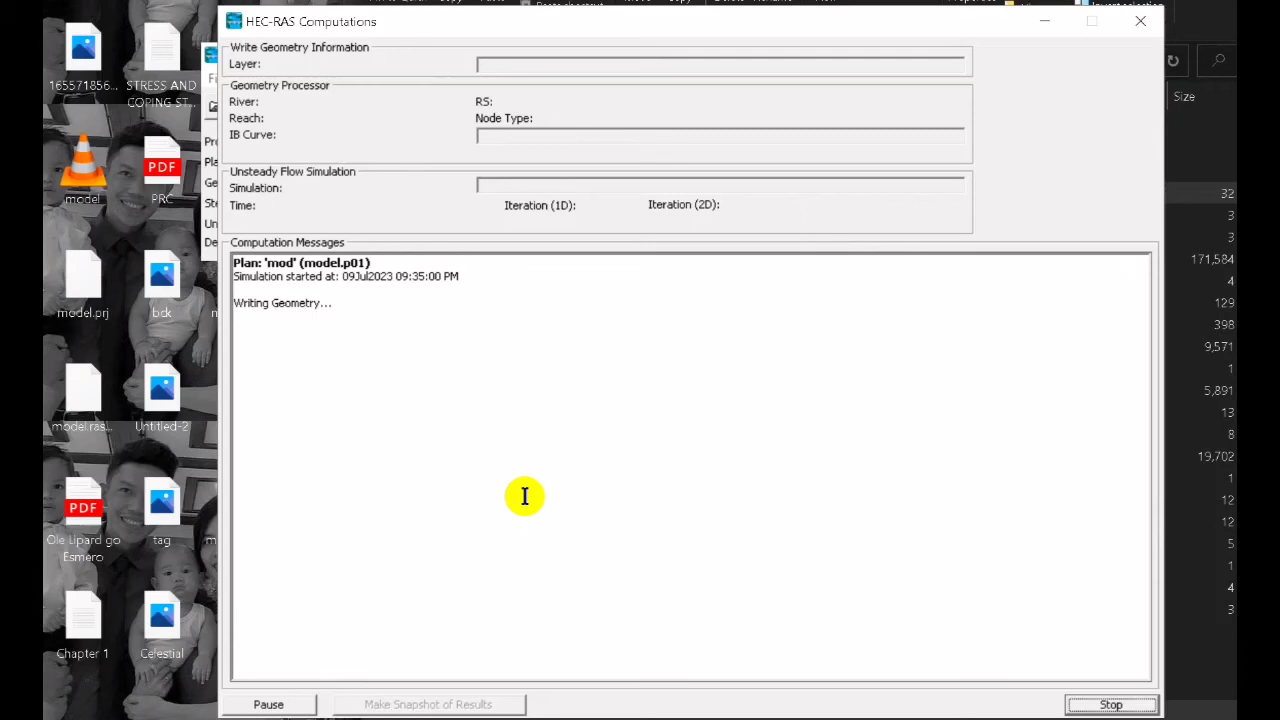 HEC-RAS Computations
Write Geometry Information
Layer:
Geometry Processor
River:
RS:
Reach:
Node Type:
IB Curve:
Unsteady Flow Simulation
Simulation:
Time:
Iteration (1D):
Iteration (2D):
Computation Messages
Plan: 'mod' (model.p01)
Simulation started at: 09Jul2023 09:35:00 PM
Writing Geometry...
Pause
Make Snapshot of Results
Stop
165571856...
STRESS AND
COPING ST...
model
PDF
PRC
model.prj
bck
model.ras...
Untitled-2
PDF
Ole Lipard go
Esmero
tag
Chapter 1
Celestial
Size
32
3
3
171,584
4
129
398
9,571
1
5,891
13
8
19,702
1
12
12
5
1
4
3